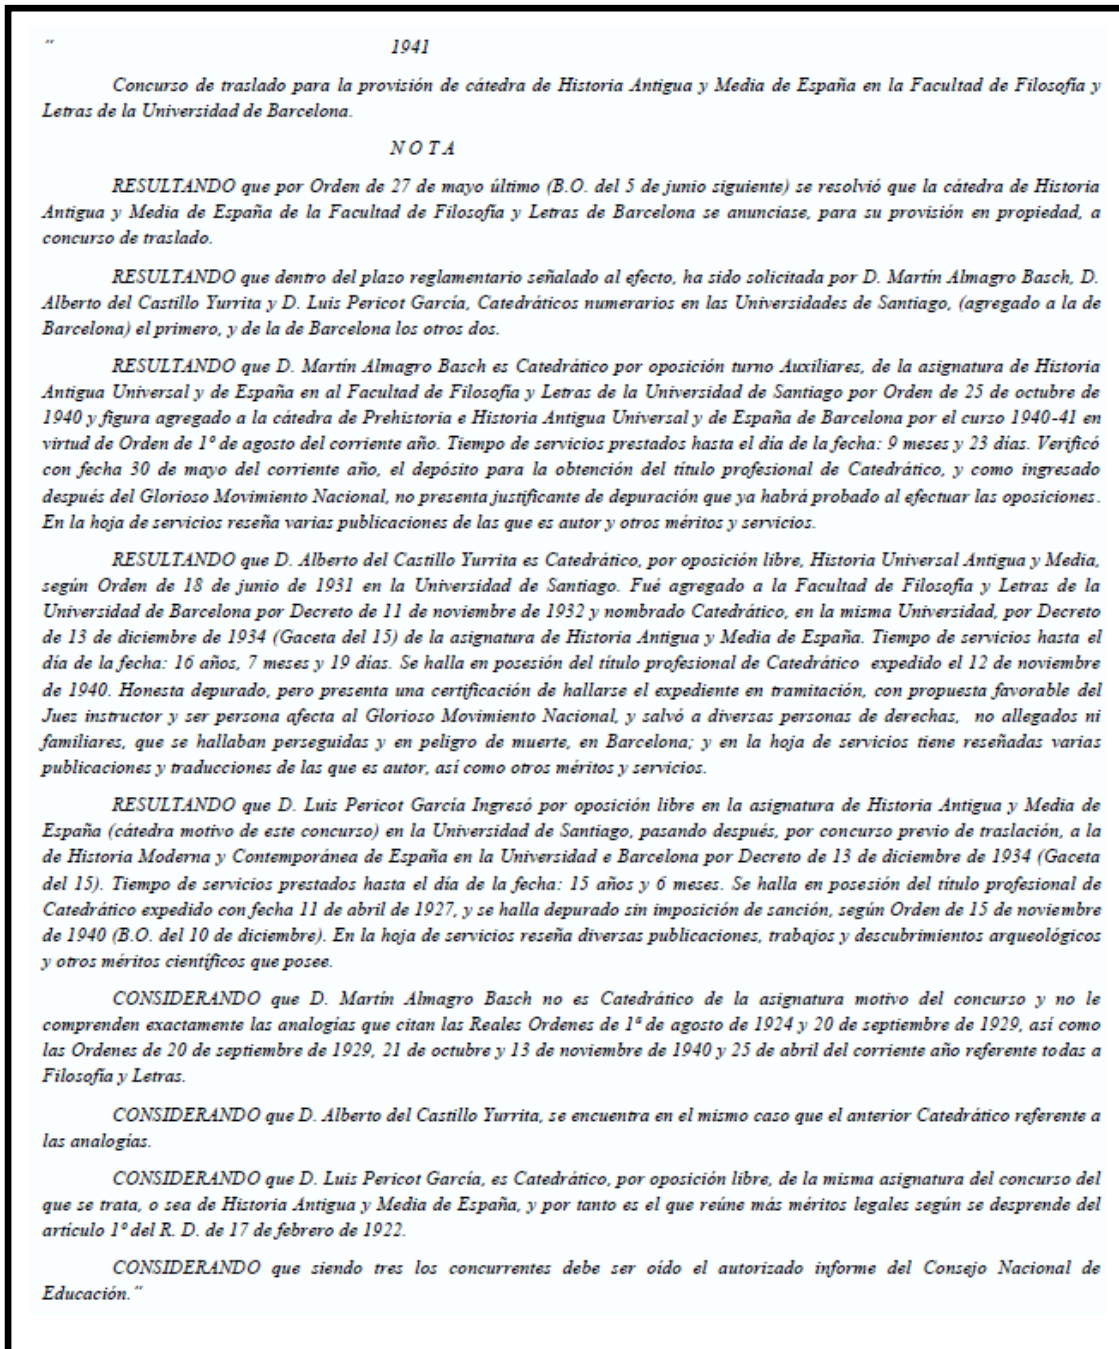 “ 1941
Concurso de traslado para la provisión de cátedra de Historia Antigua y Media de España en la Facultad de Filosofía y
Letras de la Universidad de Barcelona.
N O T A
RESULTANDO que por Orden de 27 de mayo último (B.O. del 5 de junio siguiente) se resolvió que la cátedra de Historia
Antigua y Media de España de la Facultad de Filosofía y Letras de Barcelona se anunciase, para su provisión en propiedad, a
concurso de traslado.
RESULTANDO que dentro del plazo reglamentario señalado al efecto, ha sido solicitada por D. Martín Almagro Basch, D.
Alberto del Castillo Yurrita y D. Luis Pericot García, Catedráticos numerarios en las Universidades de Santiago, (agregado a la de
Barcelona) el primero, y de la de Barcelona los otros dos.
RESULTANDO que D. Martín Almagro Basch es Catedrático por oposición turno Auxiliares, de la asignatura de Historia
Antigua Universal y de España en al Facultad de Filosofía y Letras de la Universidad de Santiago por Orden de 25 de octubre de
1940 y figura agregado a la cátedra de Prehistoria e Historia Antigua Universal y de España de Barcelona por el curso 1940-41 en
virtud de Orden de 1º de agosto del corriente año. Tiempo de servicios prestados hasta el día de la fecha: 9 meses y 23 días. Verificó
con fecha 30 de mayo del corriente año, el depósito para la obtención del título profesional de Catedrático, y como ingresado
después del Glorioso Movimiento Nacional, no presenta justificante de depuración que ya habrá probado al efectuar las oposiciones.
En la hoja de servicios reseña varias publicaciones de las que es autor y otros méritos y servicios.
RESULTANDO que D. Alberto del Castillo Yurrita es Catedrático, por oposición libre, Historia Universal Antigua y Media,
según Orden de 18 de junio de 1931 en la Universidad de Santiago. Fué agregado a la Facultad de Filosofía y Letras de la
Universidad de Barcelona por Decreto de 11 de noviembre de 1932 y nombrado Catedrático, en la misma Universidad, por Decreto
de 13 de diciembre de 1934 (Gaceta del 15) de la asignatura de Historia Antigua y Media de España. Tiempo de servicios hasta el
día de la fecha: 16 años, 7 meses y 19 días. Se halla en posesión del título profesional de Catedrático expedido el 12 de noviembre
de 1940. Honesta depurado, pero presenta una certificación de hallarse el expediente en tramitación, con propuesta favorable del
Juez instructor y ser persona afecta al Glorioso Movimiento Nacional, y salvó a diversas personas de derechas, no allegados ni
familiares, que se hallaban perseguidas y en peligro de muerte, en Barcelona; y en la hoja de servicios tiene reseñadas varias
publicaciones y traducciones de las que es autor, así como otros méritos y servicios.
RESULTANDO que D. Luis Pericot García Ingresó por oposición libre en la asignatura de Historia Antigua y Media de
España (cátedra motivo de este concurso) en la Universidad de Santiago, pasando después, por concurso previo de traslación, a la
de Historia Moderna y Contemporánea de España en la Universidad e Barcelona por Decreto de 13 de diciembre de 1934 (Gaceta
del 15). Tiempo de servicios prestados hasta el día de la fecha: 15 años y 6 meses. Se halla en posesión del título profesional de
Catedrático expedido con fecha 11 de abril de 1927, y se halla depurado sin imposición de sanción, según Orden de 15 de noviembre
de 1940 (B.O. del 10 de diciembre). En la hoja de servicios reseña diversas publicaciones, trabajos y descubrimientos arqueológicos
y otros méritos científicos que posee.
CONSIDERANDO que D. Martín Almagro Basch no es Catedrático de la asignatura motivo del concurso y no le
comprenden exactamente las analogías que citan las Reales Ordenes de 1ª de agosto de 1924 y 20 de septiembre de 1929, así como
las Ordenes de 20 de septiembre de 1929, 21 de octubre y 13 de noviembre de 1940 y 25 de abril del corriente año referente todas a
Filosofía y Letras.
CONSIDERANDO que D. Alberto del Castillo Yurrita, se encuentra en el mismo caso que el anterior Catedrático referente a
las analogías.
CONSIDERANDO que D. Luis Pericot García, es Catedrático, por oposición libre, de la misma asignatura del concurso del
que se trata, o sea de Historia Antigua y Media de España, y por tanto es el que reúne más méritos legales según se desprende del
artículo 1º del R. D. de 17 de febrero de 1922.
CONSIDERANDO que siendo tres los concurrentes debe ser oído el autorizado informe del Consejo Nacional de
Educación.”